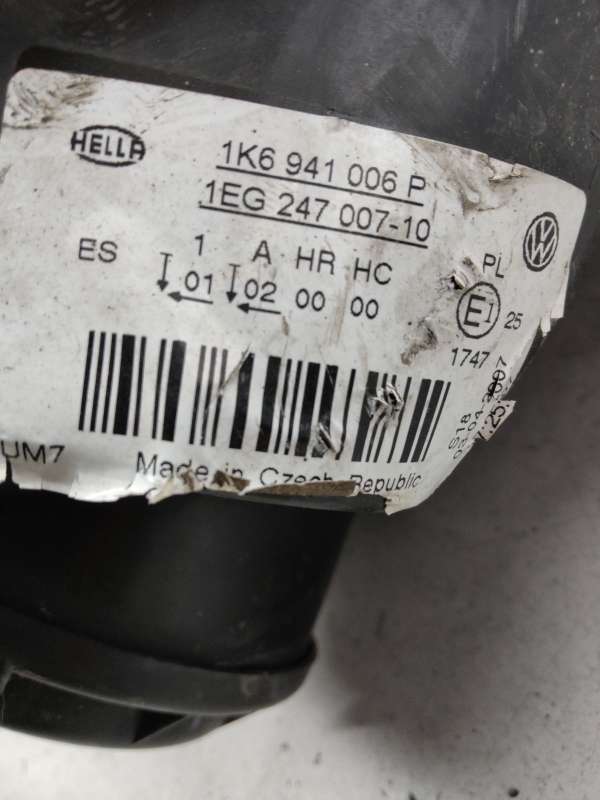 HELLA
1K6 941 006 P
1EG 247 007-10
ES 1 A HR HC PL
01 02 00 00 E1 25
1747
UM7 Made in Czech Republic